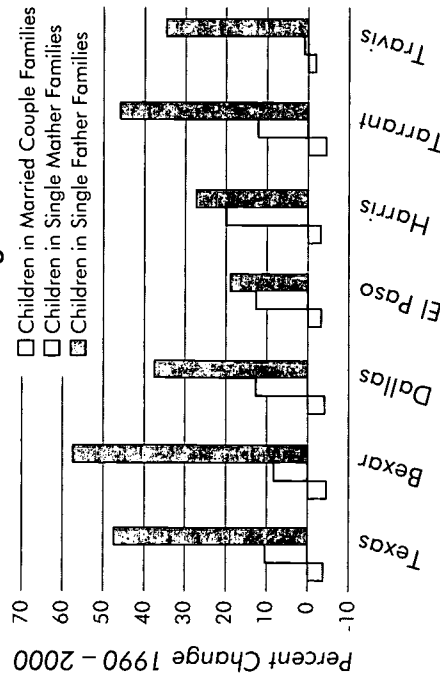 Children in Married Couple Families
Children in Single Mather Families
Children in Single Father Families
70
60
50
40
30
20
10
0
-10
Percent Change 1990 – 2000
Texas
Bexar
Dallas
El Paso
Harris
Tarrant
Travis